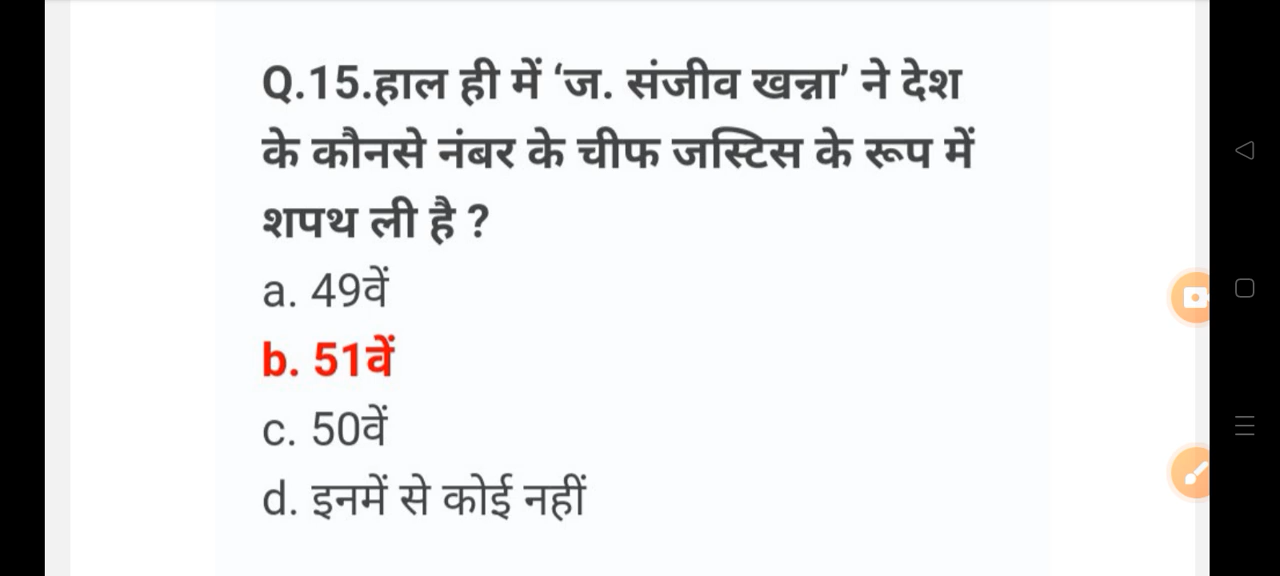 Q.15.हाल ही में ‘ज. संजीव खन्ना’ ने देश
के कौनसे नंबर के चीफ जस्टिस के रूप में
शपथ ली है ?
a. 49वें
b. 51वें
c. 50वें
d. इनमें से कोई नहीं